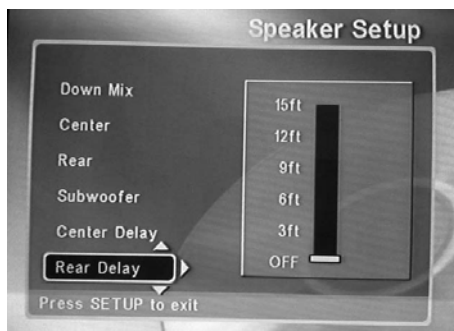 Speaker Setup
Down Mix
Center
Rear
Subwoofer
Center Delay
Rear Delay
15ft
12ft
9ft
6ft
3ft
OFF
Press SETUP to exit